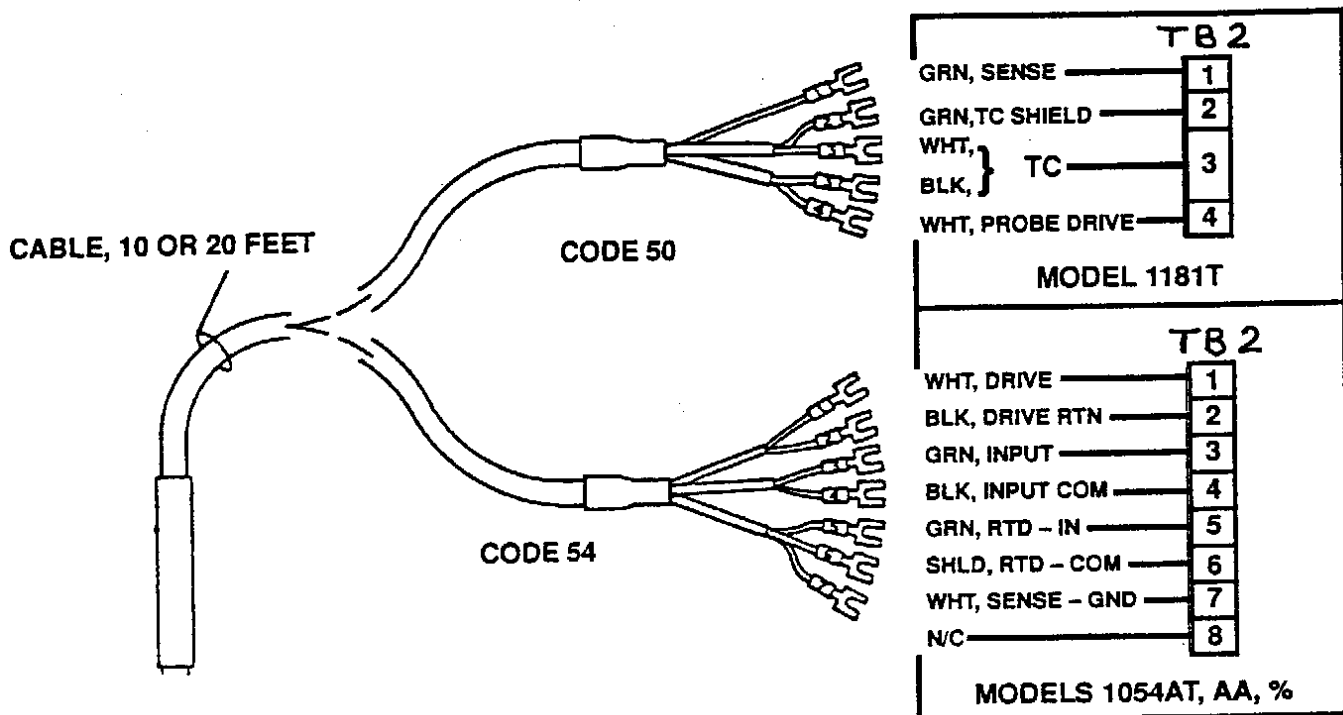 CABLE, 10 OR 20 FEET
CODE 50
CODE 54
TB2
GRN, SENSE 1
GRN,TC SHIELD 2
WHT,
BLK, } TC 3
WHT, PROBE DRIVE 4
MODEL 1181T
TB2
WHT, DRIVE 1
BLK, DRIVE RTN 2
GRN, INPUT 3
BLK, INPUT COM 4
GRN, RTD – IN 5
SHLD, RTD – COM 6
WHT, SENSE – GND 7
N/C 8
MODELS 1054AT, AA, %